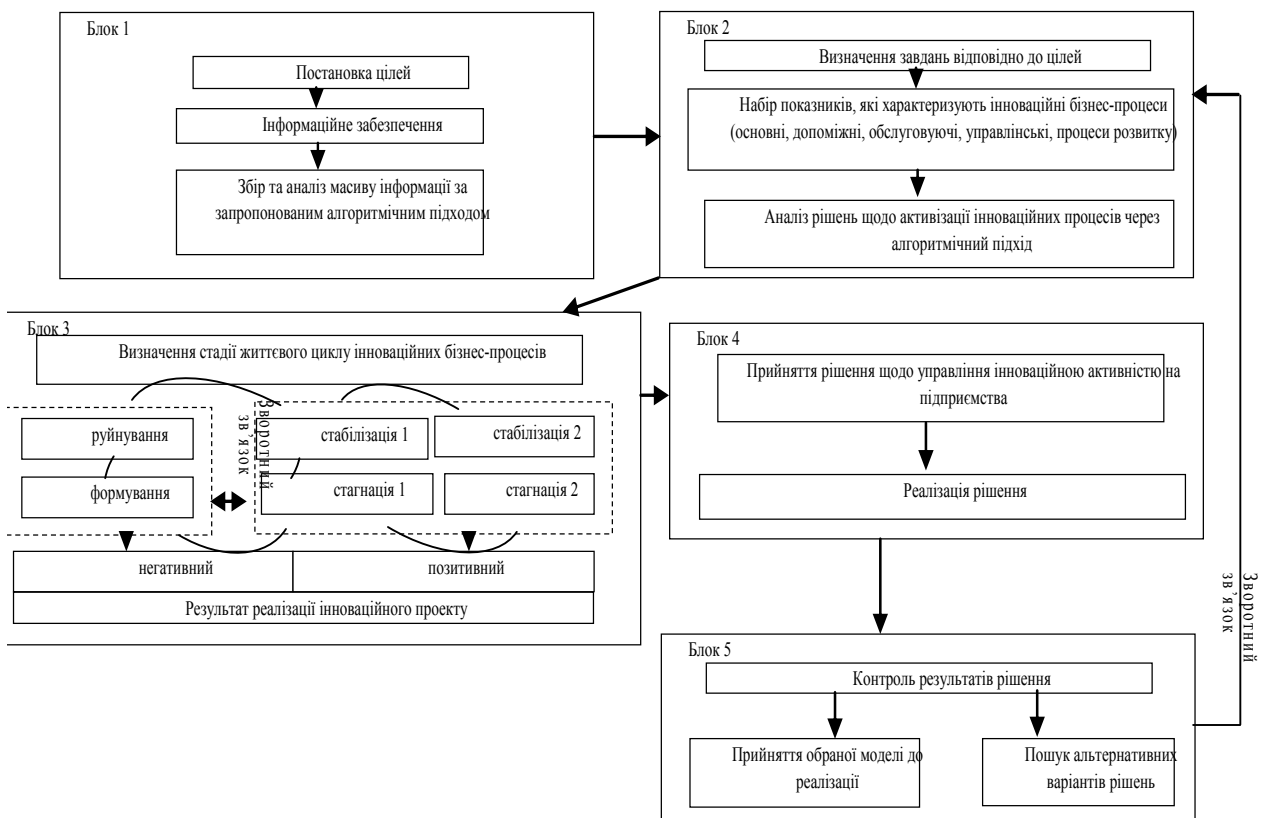 Блок 1
Постановка цілей
Інформаційне забезпечення
Збір та аналіз масиву інформації за
запропонованим алгоритмічним підходом
Блок 2
Визначення завдань відповідно до цілей
Набір показників, які характеризують інноваційні бізнес-процеси
(основні, допоміжні, обслуговуючі, управлінські, процеси розвитку)
Аналіз рішень щодо активізації інноваційних процесів через
алгоритмічний підхід
Блок 3
Визначення стадії життєвого циклу інноваційних бізнес-процесів
руйнування
формування
Зворотний
зв’язок
стабілізація 1
стабілізація 2
стагнація 1
стагнація 2
негативний
позитивний
Результат реалізації інноваційного проекту
Блок 4
Прийняття рішення щодо управління інноваційною активністю на
підприємства
Реалізація рішення
Блок 5
Контроль результатів рішення
Прийняття обраної моделі до
реалізації
Пошук альтернативних
варіантів рішень
Зворотний
зв’язок